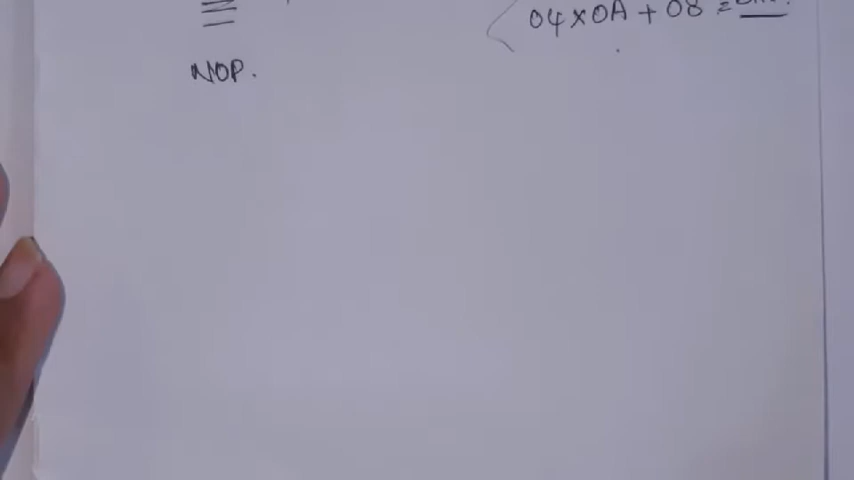 04×0A + 08 =
NOP.